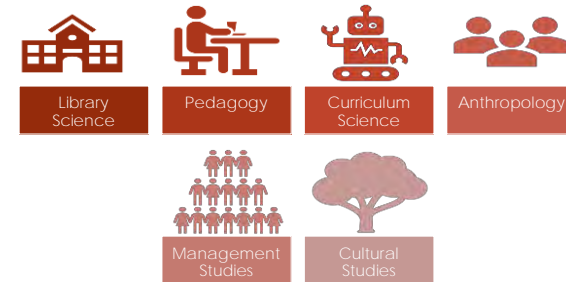 Library
Science
Pedagogy
Curriculum
Science
Anthropology
Management
Studies
Cultural
Studies